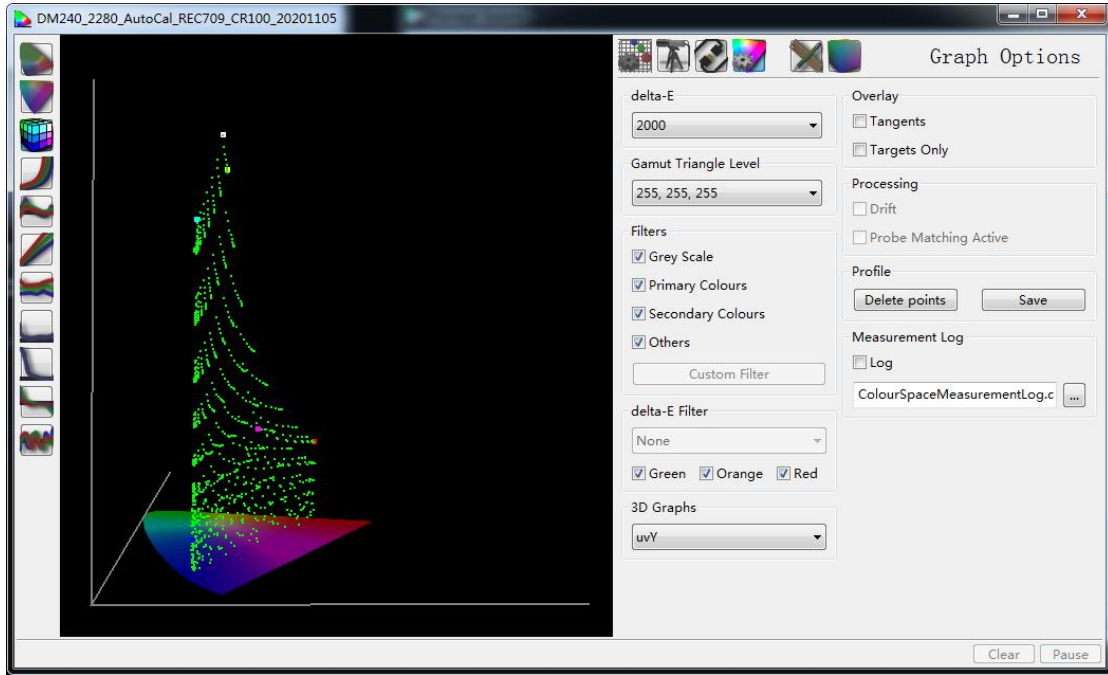 DM240_2280_AutoCal_REC709_CR100_20201105
Graph Options
delta-E
2000
Gamut Triangle Level
255, 255, 255
Filters
Grey Scale
Primary Colours
Secondary Colours
Others
Custom Filter
delta-E Filter
None
Green
Orange
Red
3D Graphs
uvY
Overlay
Tangents
Targets Only
Processing
Drift
Probe Matching Active
Profile
Delete points
Save
Measurement Log
Log
ColourSpaceMeasurementLog.c
...
Clear
Pause